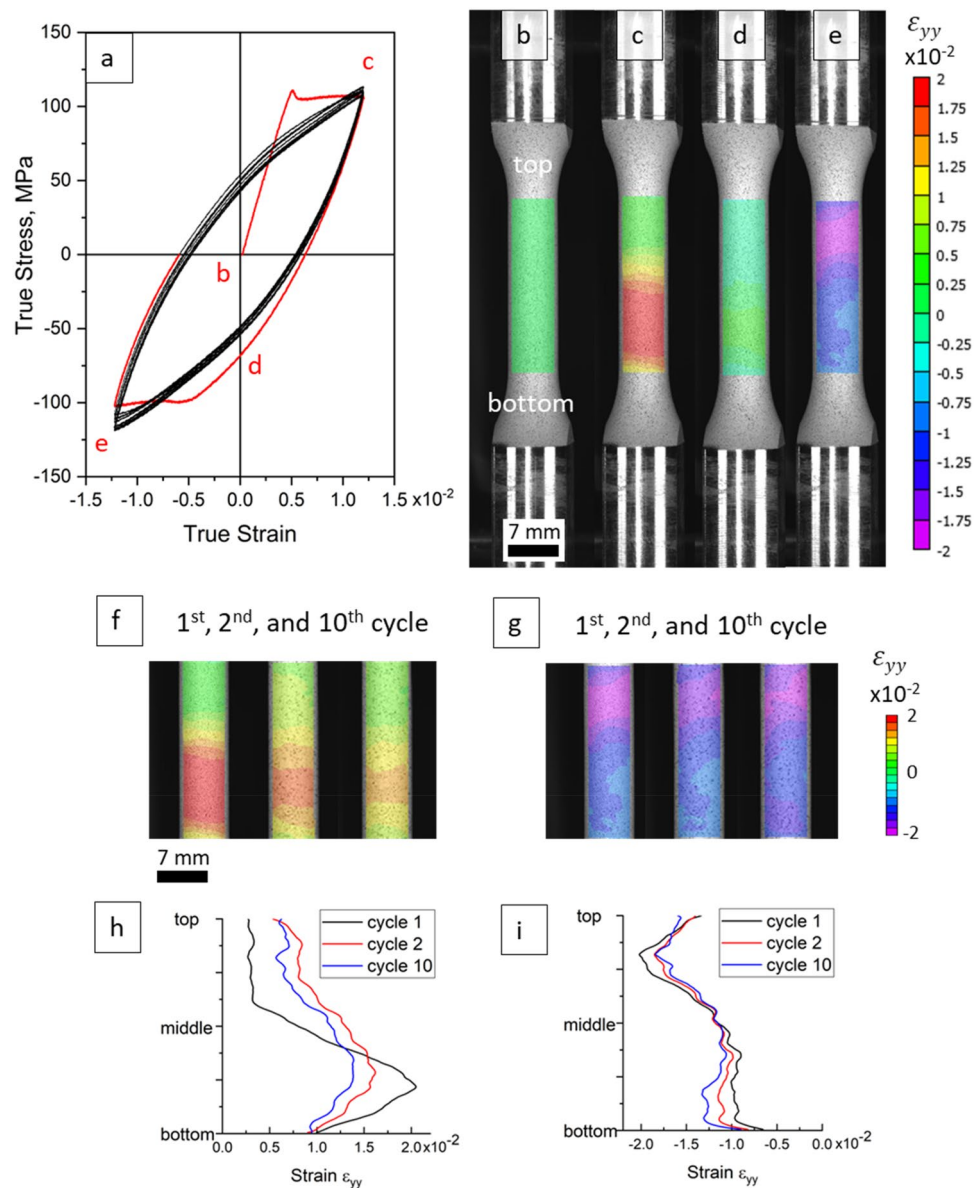 a
c
b
d
e
True Stress, MPa
150
100
50
0
-50
-100
-150
-1.5
-1.0
-0.5
0.0
0.5
1.0
1.5
x10⁻²
True Strain
b
c
d
e
top
bottom
7 mm
εyy
x10⁻²
2
1.75
1.5
1.25
1
0.75
0.5
0.25
0
-0.25
-0.5
-0.75
-1
-1.25
-1.5
-1.75
-2
f
1st, 2nd, and 10th cycle
7 mm
g
1st, 2nd, and 10th cycle
εyy
x10⁻²
2
0
-2
h
cycle 1
cycle 2
cycle 10
top
middle
bottom
0.0
0.5
1.0
1.5
2.0
x10⁻²
Strain εyy
i
cycle 1
cycle 2
cycle 10
top
middle
bottom
-2.0
-1.5
-1.0
-0.5
0.0
x10⁻²
Strain εyy